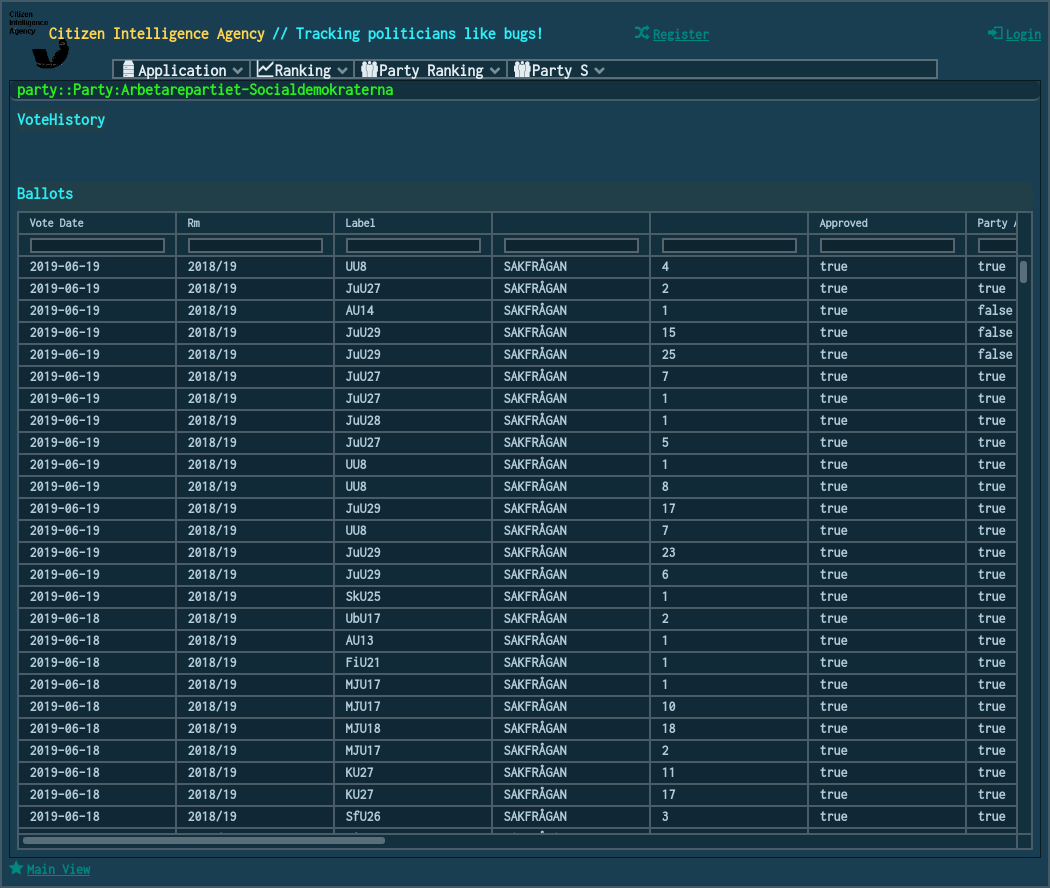 Citizen
Intelligence
Agency
Citizen Intelligence Agency // Tracking politicians like bugs!
Register
Login
Application Ranking Party Ranking Party S
party::Party:Arbetarepartiet-Socialdemokraterna
VoteHistory
Ballots
Vote Date Rm Label Approved Party A
2019-06-19 2018/19 UU8 SAKFRÅGAN 4 true true
2019-06-19 2018/19 JuU27 SAKFRÅGAN 2 true true
2019-06-19 2018/19 AU14 SAKFRÅGAN 1 true false
2019-06-19 2018/19 JuU29 SAKFRÅGAN 15 true false
2019-06-19 2018/19 JuU29 SAKFRÅGAN 25 true false
2019-06-19 2018/19 JuU27 SAKFRÅGAN 7 true true
2019-06-19 2018/19 JuU27 SAKFRÅGAN 1 true true
2019-06-19 2018/19 JuU28 SAKFRÅGAN 1 true true
2019-06-19 2018/19 JuU27 SAKFRÅGAN 5 true true
2019-06-19 2018/19 UU8 SAKFRÅGAN 1 true true
2019-06-19 2018/19 UU8 SAKFRÅGAN 8 true true
2019-06-19 2018/19 JuU29 SAKFRÅGAN 17 true true
2019-06-19 2018/19 UU8 SAKFRÅGAN 7 true true
2019-06-19 2018/19 JuU29 SAKFRÅGAN 23 true true
2019-06-19 2018/19 JuU29 SAKFRÅGAN 6 true true
2019-06-19 2018/19 SkU25 SAKFRÅGAN 1 true true
2019-06-18 2018/19 UbU17 SAKFRÅGAN 2 true true
2019-06-18 2018/19 AU13 SAKFRÅGAN 1 true true
2019-06-18 2018/19 FiU21 SAKFRÅGAN 1 true true
2019-06-18 2018/19 MJU17 SAKFRÅGAN 1 true true
2019-06-18 2018/19 MJU17 SAKFRÅGAN 10 true true
2019-06-18 2018/19 MJU18 SAKFRÅGAN 18 true true
2019-06-18 2018/19 MJU17 SAKFRÅGAN 2 true true
2019-06-18 2018/19 KU27 SAKFRÅGAN 11 true true
2019-06-18 2018/19 KU27 SAKFRÅGAN 17 true true
2019-06-18 2018/19 SfU26 SAKFRÅGAN 3 true true
Main View